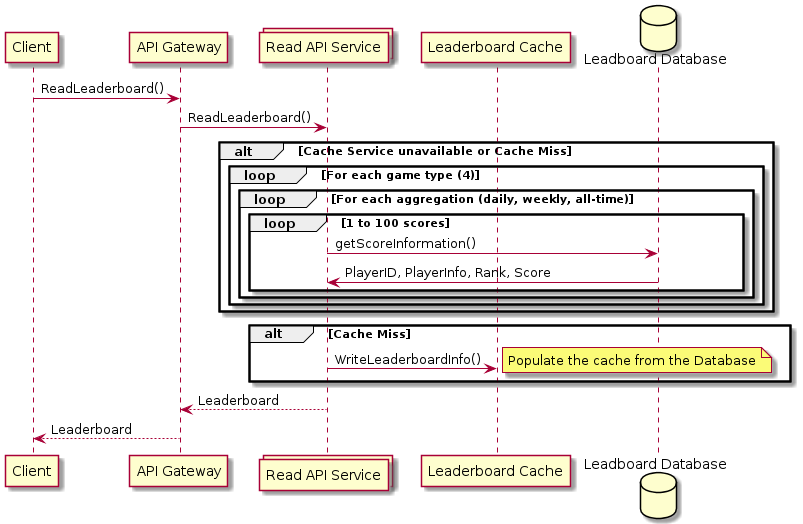 Client
API Gateway
Read API Service
Leaderboard Cache
Leadboard Database
ReadLeaderboard()
ReadLeaderboard()
alt [Cache Service unavailable or Cache Miss]
loop [For each game type (4)]
loop [For each aggregation (daily, weekly, all-time)]
loop [1 to 100 scores]
getScoreInformation()
PlayerID, PlayerInfo, Rank, Score
alt [Cache Miss]
WriteLeaderboardInfo()
Populate the cache from the Database
Leaderboard
Leaderboard
Client
API Gateway
Read API Service
Leaderboard Cache
Leadboard Database